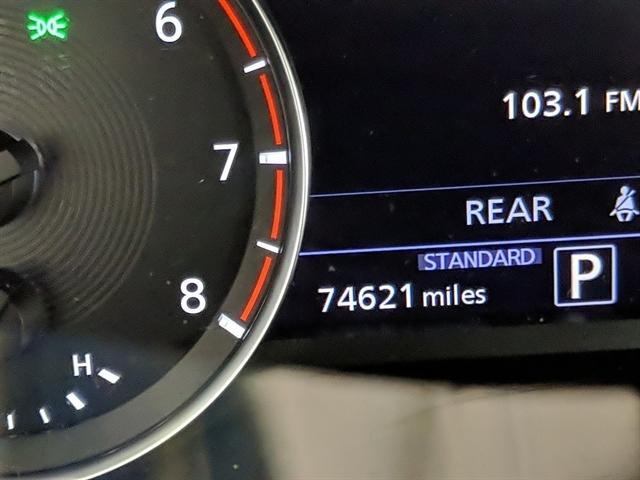 6
103.1 FM
7
REAR
STANDARD
P
8
74621 miles
H